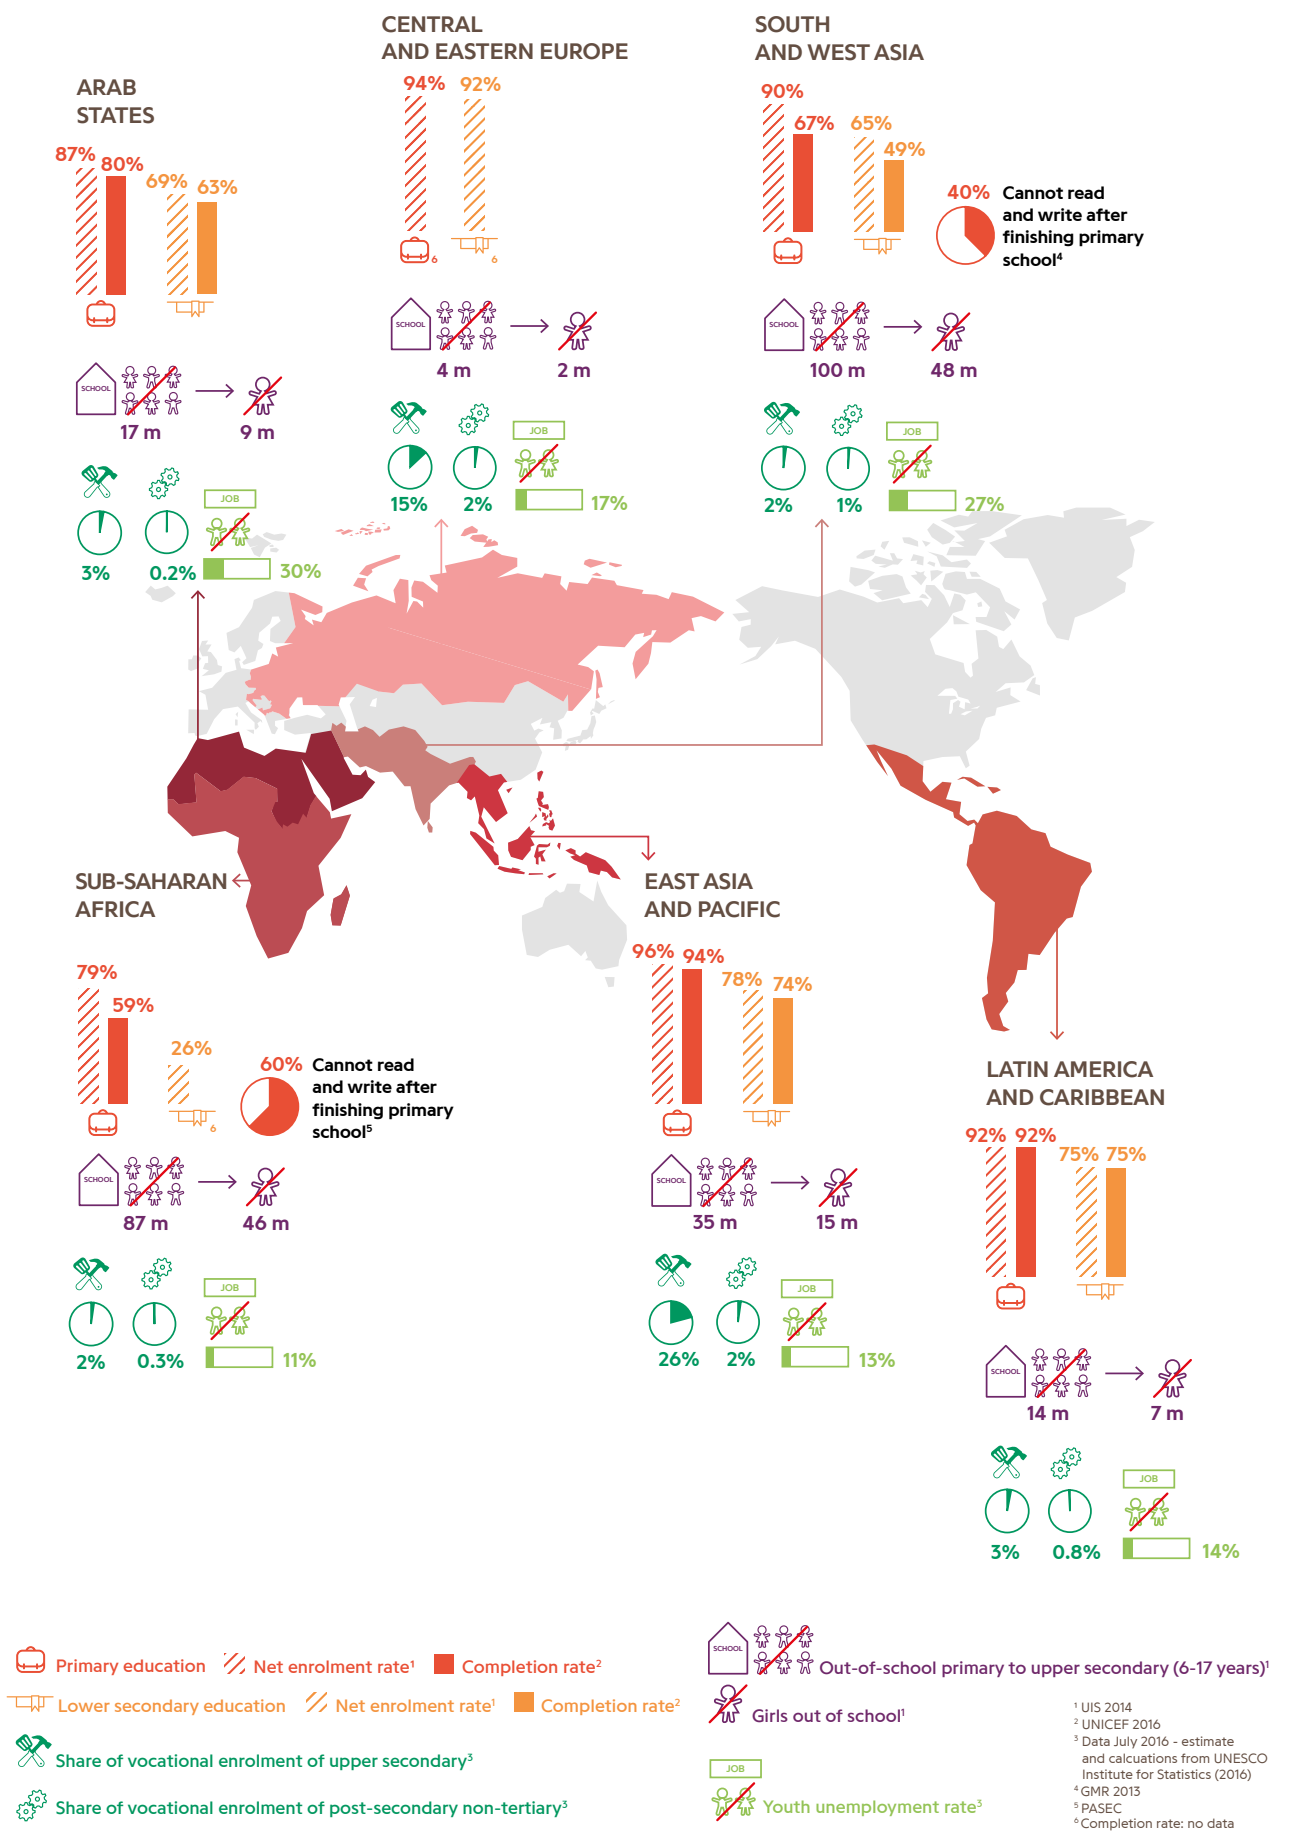 CENTRAL
AND EASTERN EUROPE
94% 92%
6 6
SCHOOL
4 m 2 m
JOB
15% 2% 17%
SOUTH
AND WEST ASIA
90%
67% 65%
49%
40% Cannot read
and write after
finishing primary
school⁴
SCHOOL
100 m 48 m
JOB
2% 1% 27%
ARAB
STATES
87% 80%
69% 63%
SCHOOL
17 m 9 m
JOB
3% 0.2% 30%
SUB-SAHARAN
AFRICA
79%
59%
26%
6
60% Cannot read
and write after
finishing primary
school⁵
SCHOOL
87 m 46 m
JOB
2% 0.3% 11%
EAST ASIA
AND PACIFIC
96% 94%
78% 74%
SCHOOL
35 m 15 m
JOB
26% 2% 13%
LATIN AMERICA
AND CARIBBEAN
92% 92%
75% 75%
SCHOOL
14 m 7 m
JOB
3% 0.8% 14%
Primary education Net enrolment rate¹ Completion rate²
Lower secondary education Net enrolment rate¹ Completion rate²
Share of vocational enrolment of upper secondary³
Share of vocational enrolment of post-secondary non-tertiary³
SCHOOL
Out-of-school primary to upper secondary (6-17 years)¹
Girls out of school¹
JOB
Youth unemployment rate³
¹ UIS 2014
² UNICEF 2016
³ Data July 2016 - estimate
and calcuations from UNESCO
Institute for Statistics (2016)
⁴ GMR 2013
⁵ PASEC
⁶ Completion rate: no data